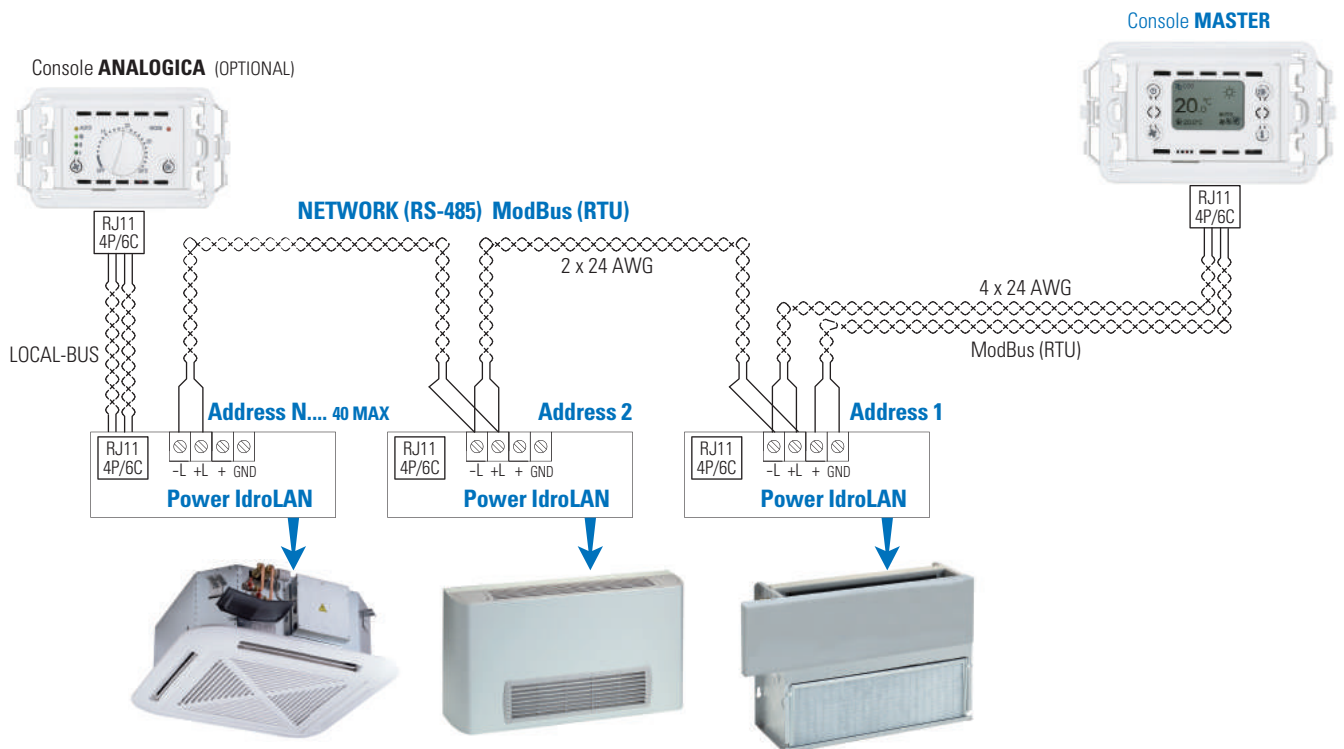 Console MASTER
Console ANALOGICA (OPTIONAL)
20.0°C
RJ11
4P/6C
RJ11
4P/6C
NETWORK (RS-485) ModBus (RTU)
2 x 24 AWG
4 x 24 AWG
ModBus (RTU)
LOCAL-BUS
Address N.... 40 MAX
Address 2
Address 1
RJ11
4P/6C
-L +L + GND
Power IdroLAN
RJ11
4P/6C
-L +L + GND
Power IdroLAN
RJ11
4P/6C
-L +L + GND
Power IdroLAN